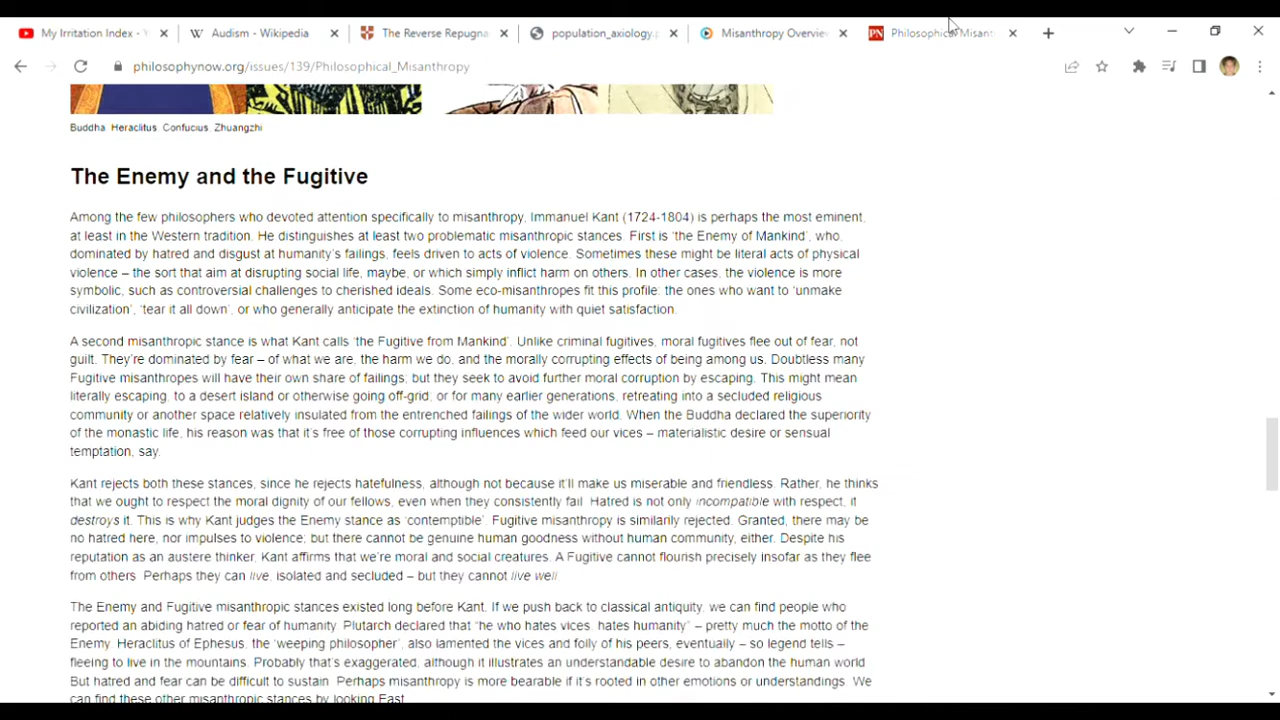 My Irritation Index -
Audism - Wikipedia
The Reverse Repugna
population_axiology.p
Misanthropy Overvie
Philosophical Misant
philosophynow.org/issues/139/Philosophical_Misanthropy
Buddha Heraclitus Confucius Zhuangzhi
The Enemy and the Fugitive
Among the few philosophers who devoted attention specifically to misanthropy, Immanuel Kant (1724-1804) is perhaps the most eminent,
at least in the Western tradition. He distinguishes at least two problematic misanthropic stances. First is 'the Enemy of Mankind', who,
dominated by hatred and disgust at humanity's failings, feels driven to acts of violence. Sometimes these might be literal acts of physical
violence – the sort that aim at disrupting social life, maybe, or which simply inflict harm on others. In other cases, the violence is more
symbolic, such as controversial challenges to cherished ideals. Some eco-misanthropes fit this profile: the ones who want to 'unmake
civilization', 'tear it all down', or who generally anticipate the extinction of humanity with quiet satisfaction.
A second misanthropic stance is what Kant calls 'the Fugitive from Mankind'. Unlike criminal fugitives, moral fugitives flee out of fear, not
guilt. They're dominated by fear – of what we are, the harm we do, and the morally corrupting effects of being among us. Doubtless many
Fugitive misanthropes will have their own share of failings; but they seek to avoid further moral corruption by escaping. This might mean
literally escaping, to a desert island or otherwise going off-grid, or for many earlier generations, retreating into a secluded religious
community or another space relatively insulated from the entrenched failings of the wider world. When the Buddha declared the superiority
of the monastic life, his reason was that it's free of those corrupting influences which feed our vices – materialistic desire or sensual
temptation, say.
Kant rejects both these stances, since he rejects hatefulness, although not because it'll make us miserable and friendless. Rather, he thinks
that we ought to respect the moral dignity of our fellows, even when they consistently fail. Hatred is not only incompatible with respect, it
destroys it. This is why Kant judges the Enemy stance as 'contemptible'. Fugitive misanthropy is similarly rejected. Granted, there may be
no hatred here, nor impulses to violence; but there cannot be genuine human goodness without human community, either. Despite his
reputation as an austere thinker, Kant affirms that we're moral and social creatures. A Fugitive cannot flourish precisely insofar as they flee
from others. Perhaps they can live, isolated and secluded – but they cannot live well.
The Enemy and Fugitive misanthropic stances existed long before Kant. If we push back to classical antiquity, we can find people who
reported an abiding hatred or fear of humanity. Plutarch declared that "he who hates vices, hates humanity" – pretty much the motto of the
Enemy. Heraclitus of Ephesus, the 'weeping philosopher', also lamented the vices and folly of his peers, eventually – so legend tells –
fleeing to live in the mountains. Probably that's exaggerated, although it illustrates an understandable desire to abandon the human world.
But hatred and fear can be difficult to sustain. Perhaps misanthropy is more bearable if it's rooted in other emotions or understandings. We
can find these other misanthropic stances by looking East.